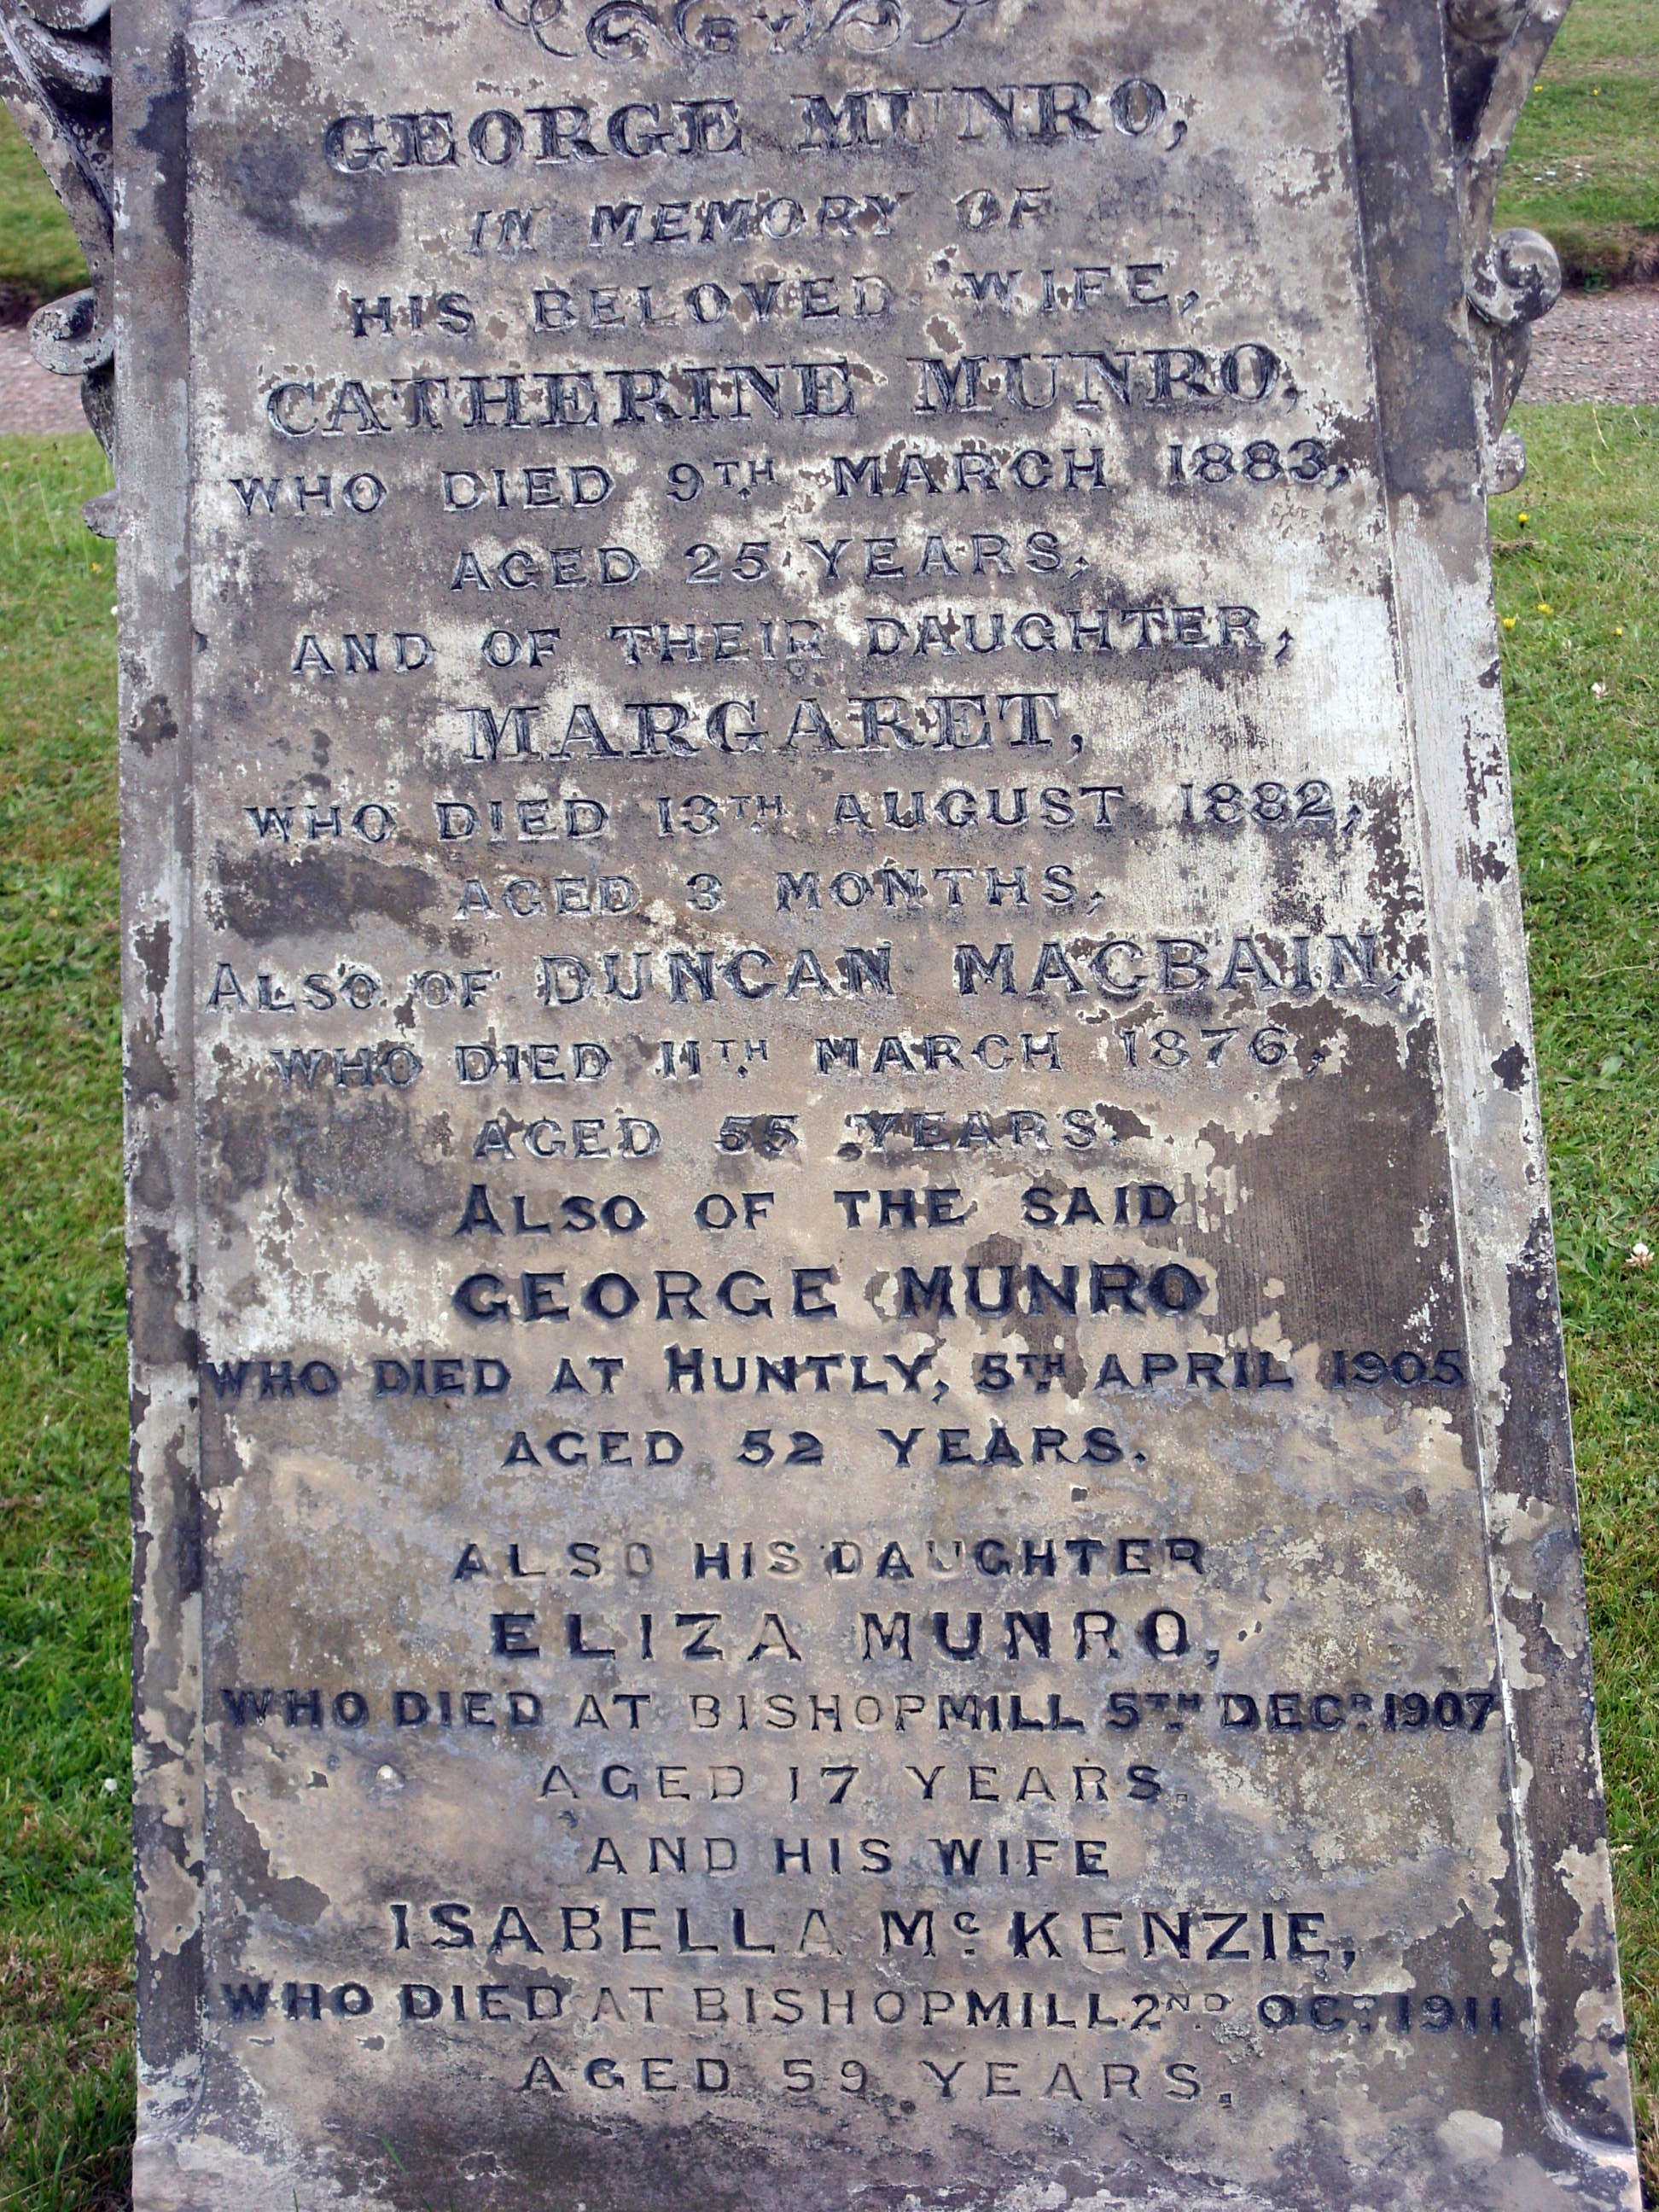 BY
GEORGE MUNRO,
IN MEMORY OF
HIS BELOVED WIFE,
CATHERINE MUNRO,
WHO DIED 9TH MARCH 1883,
AGED 25 YEARS,
AND OF THEIR DAUGHTER,
MARGARET,
WHO DIED 13TH AUGUST 1882,
AGED 3 MONTHS,
ALSO OF DUNCAN MACBAIN,
WHO DIED 11TH MARCH 1876,
AGED 55 YEARS.
ALSO OF THE SAID
GEORGE MUNRO
WHO DIED AT HUNTLY, 5TH APRIL 1905
AGED 52 YEARS.
ALSO HIS DAUGHTER
ELIZA MUNRO,
WHO DIED AT BISHOPMILL 5TH DECR 1907
AGED 17 YEARS.
AND HIS WIFE
ISABELLA MCKENZIE,
WHO DIED AT BISHOPMILL 2ND OCT. 1911
AGED 59 YEARS.